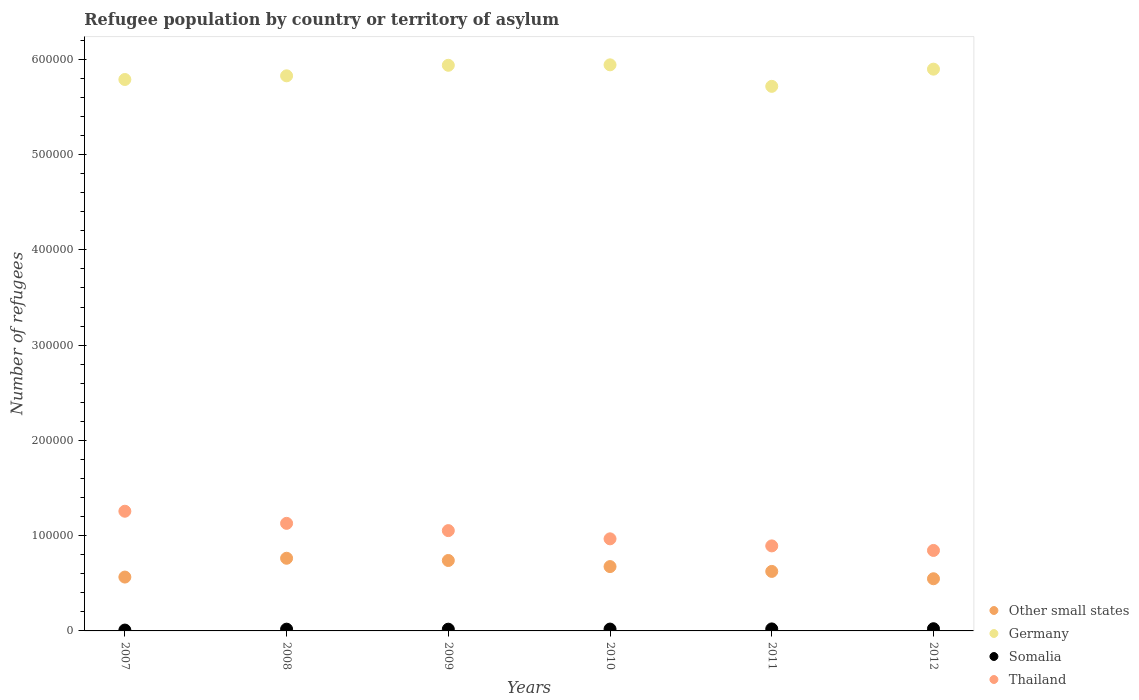 Refugee population by country or territory of asylum
600000
500000
400000
300000
200000
100000
0
Number of refugees
2007
2008
2009
2010
2011
2012
Years
Other small states
Germany
Somalia
Thailand